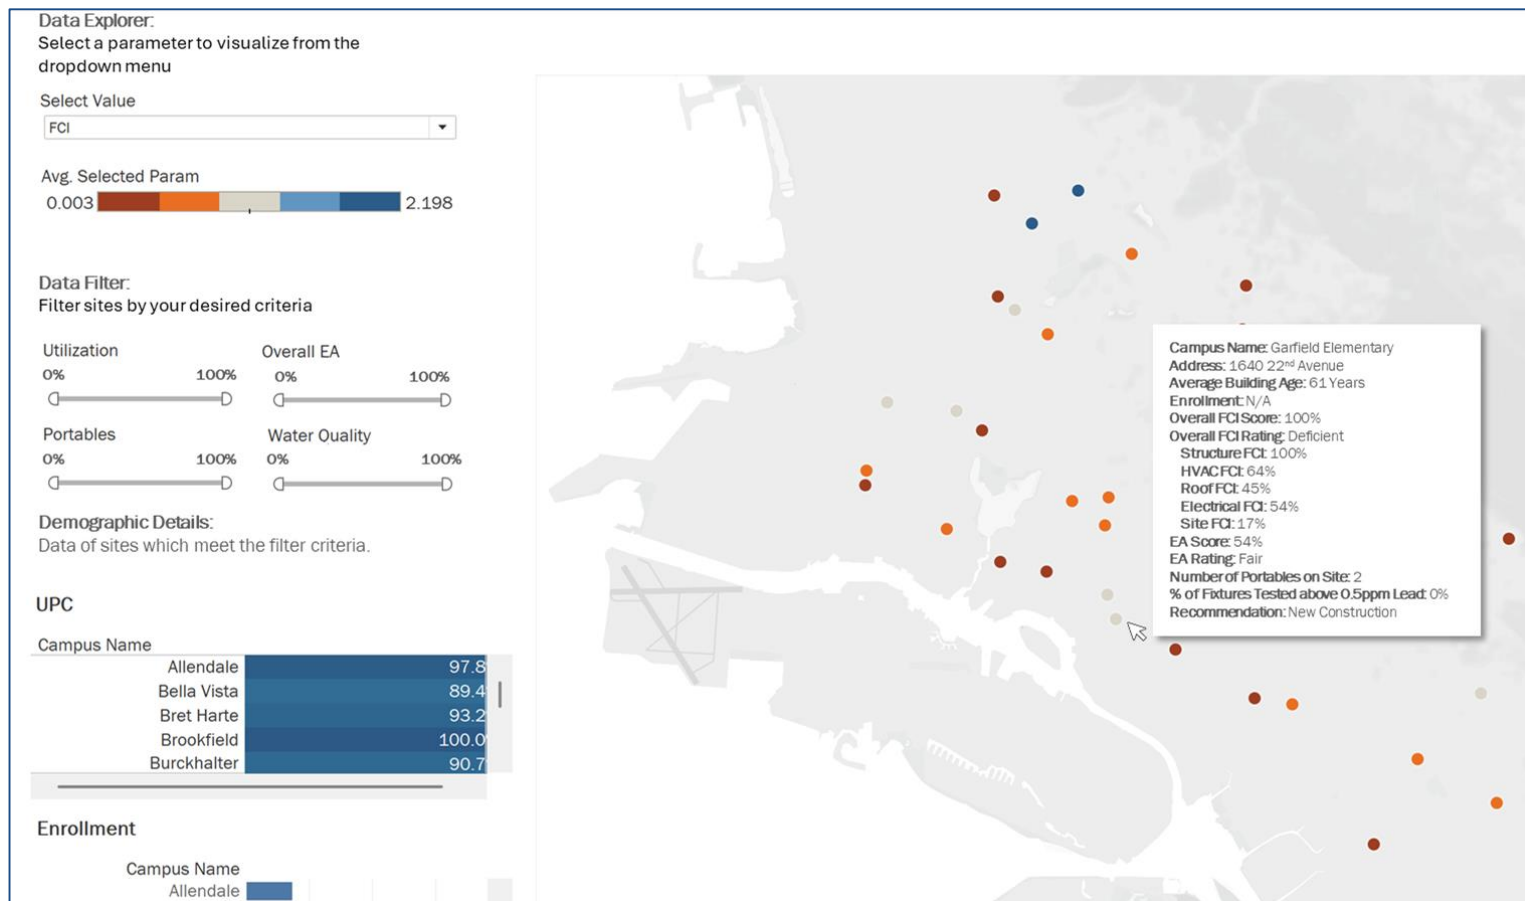 Data Explorer:
Select a parameter to visualize from the
dropdown menu
Select Value
FCI
Avg. Selected Param
0.003 2.198
Data Filter:
Filter sites by your desired criteria
Utilization Overall EA
0% 100% 0% 100%
Portables Water Quality
0% 100% 0% 100%
Demographic Details:
Data of sites which meet the filter criteria.
UPC
Campus Name
Allendale 97.8
Bella Vista 89.4
Bret Harte 93.2
Brookfield 100.0
Burckhalter 90.7
Enrollment
Campus Name
Allendale
Campus Name: Garfield Elementary
Address: 1640 22nd Avenue
Average Building Age: 61 Years
Enrollment: N/A
Overall FCI Score: 100%
Overall FCI Rating: Deficient
Structure FCI: 100%
HVAC FCI: 64%
Roof FCI: 45%
Electrical FCI: 54%
Site FCI: 17%
EA Score: 54%
EA Rating: Fair
Number of Portables on Site: 2
% of Fixtures Tested above 0.5ppm Lead: 0%
Recommendation: New Construction